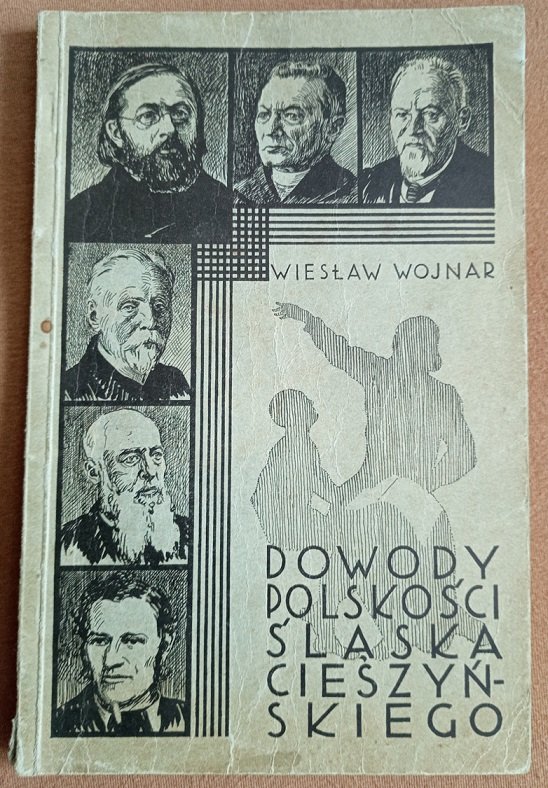 WIESŁAW WOJNAR
DOWODY
POLSKOŚCI
ŚLĄSKA
CIESZYŃ-
SKIEGO